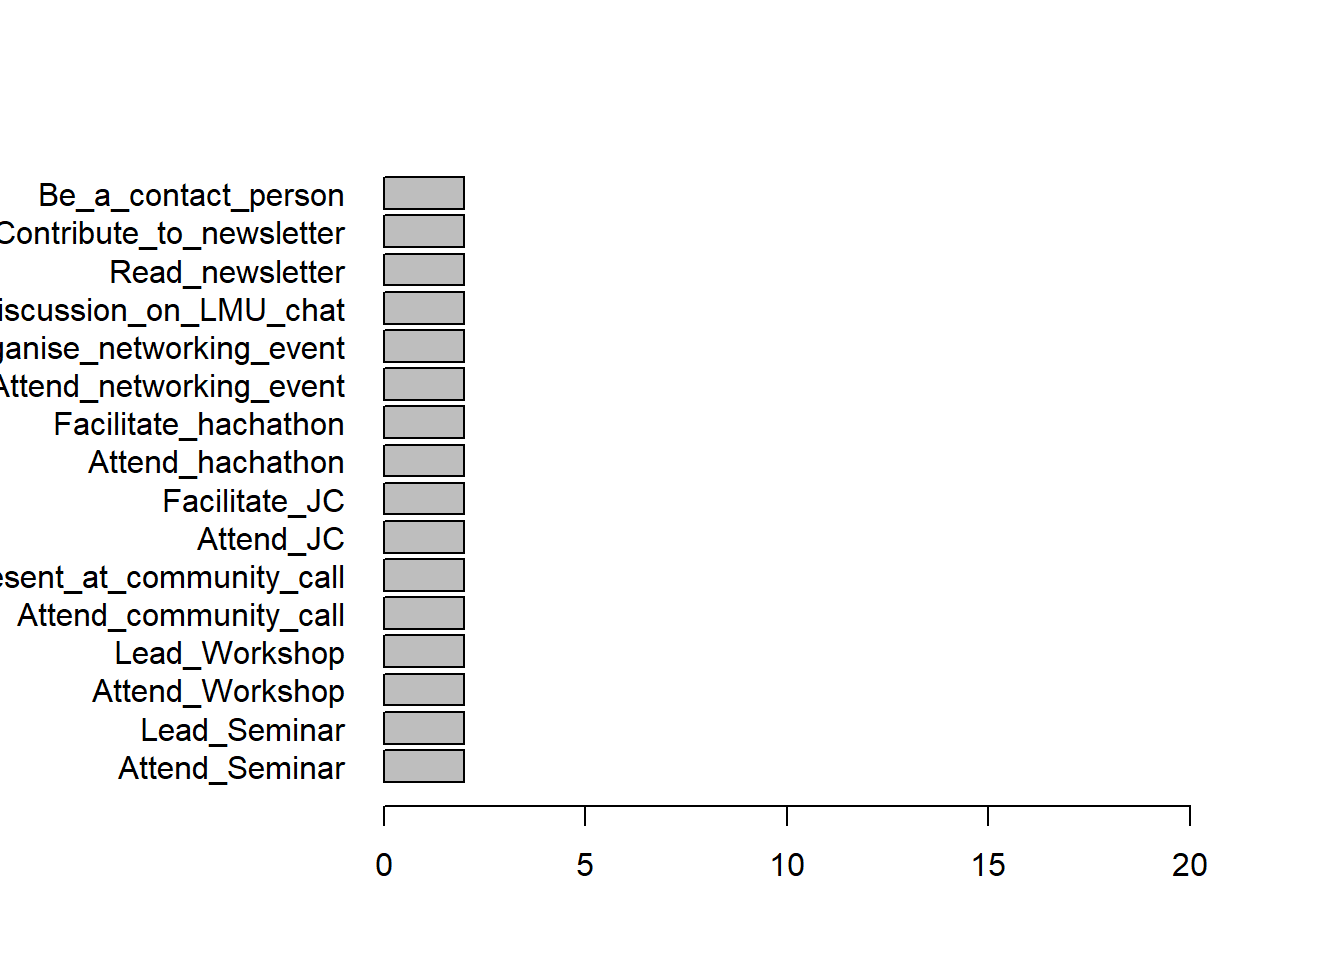 Be_a_contact_person
Contribute_to_newsletter
Read_newsletter
iscussion_on_LMU_chat
ganise_networking_event
Attend_networking_event
Facilitate_hachathon
Attend_hachathon
Facilitate_JC
Attend_JC
esent_at_community_call
Attend_community_call
Lead_Workshop
Attend_Workshop
Lead_Seminar
Attend_Seminar
0 5 10 15 20